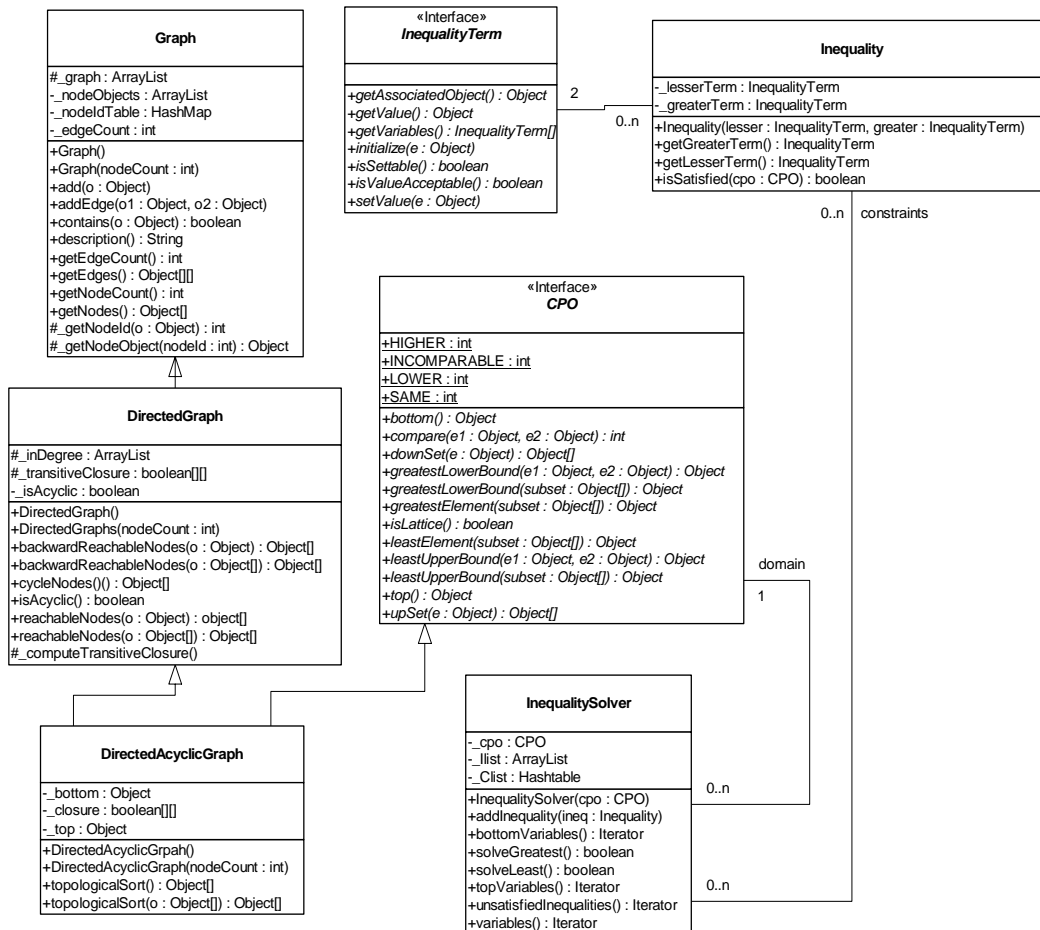 Graph
#_graph : ArrayList
-_nodeObjects : ArrayList
-_nodeIdTable : HashMap
-_edgeCount : int
+Graph()
+Graph(nodeCount : int)
+add(o : Object)
+addEdge(o1 : Object, o2 : Object)
+contains(o : Object) : boolean
+description() : String
+getEdgeCount() : int
+getEdges() : Object[][]
+getNodeCount() : int
+getNodes() : Object[]
#_getNodeId(o : Object) : int
#_getNodeObject(nodeId : int) : Object
«Interface»
InequalityTerm
+getAssociatedObject() : Object
+getValue() : Object
+getVariables() : InequalityTerm[]
+initialize(e : Object)
+isSettable() : boolean
+isValueAcceptable() : boolean
+setValue(e : Object)
2
0..n
Inequality
-_lesserTerm : InequalityTerm
-_greaterTerm : InequalityTerm
+Inequality(lesser : InequalityTerm, greater : InequalityTerm)
+getGreaterTerm() : InequalityTerm
+getLesserTerm() : InequalityTerm
+isSatisfied(cpo : CPO) : boolean
0..n constraints
«Interface»
CPO
+HIGHER : int
+INCOMPARABLE : int
+LOWER : int
+SAME : int
+bottom() : Object
+compare(e1 : Object, e2 : Object) : int
+downSet(e : Object) : Object[]
+greatestLowerBound(e1 : Object, e2 : Object) : Object
+greatestLowerBound(subset : Object[]) : Object
+greatestElement(subset : Object[]) : Object
+isLattice() : boolean
+leastElement(subset : Object[]) : Object
+leastUpperBound(e1 : Object, e2 : Object) : Object
+leastUpperBound(subset : Object[]) : Object
+top() : Object
+upSet(e : Object) : Object[]
domain
1
DirectedGraph
#_inDegree : ArrayList
#_transitiveClosure : boolean[][]
-_isAcyclic : boolean
+DirectedGraph()
+DirectedGraphs(nodeCount : int)
+backwardReachableNodes(o : Object) : Object[]
+backwardReachableNodes(o : Object[]) : Object[]
+cycleNodes()() : Object[]
+isAcyclic() : boolean
+reachableNodes(o : Object) : object[]
+reachableNodes(o : Object[]) : Object[]
#_computeTransitiveClosure()
DirectedAcyclicGraph
-_bottom : Object
-_closure : boolean[][]
-_top : Object
+DirectedAcyclicGrpah()
+DirectedAcyclicGraph(nodeCount : int)
+topologicalSort() : Object[]
+topologicalSort(o : Object[]) : Object[]
InequalitySolver
-_cpo : CPO
-_Ilist : ArrayList
-_Clist : Hashtable
+InequalitySolver(cpo : CPO)
+addInequality(ineq : Inequality)
+bottomVariables() : Iterator
+solveGreatest() : boolean
+solveLeast() : boolean
+topVariables() : Iterator
+unsatisfiedInequalities() : Iterator
+variables() : Iterator
0..n
0..n